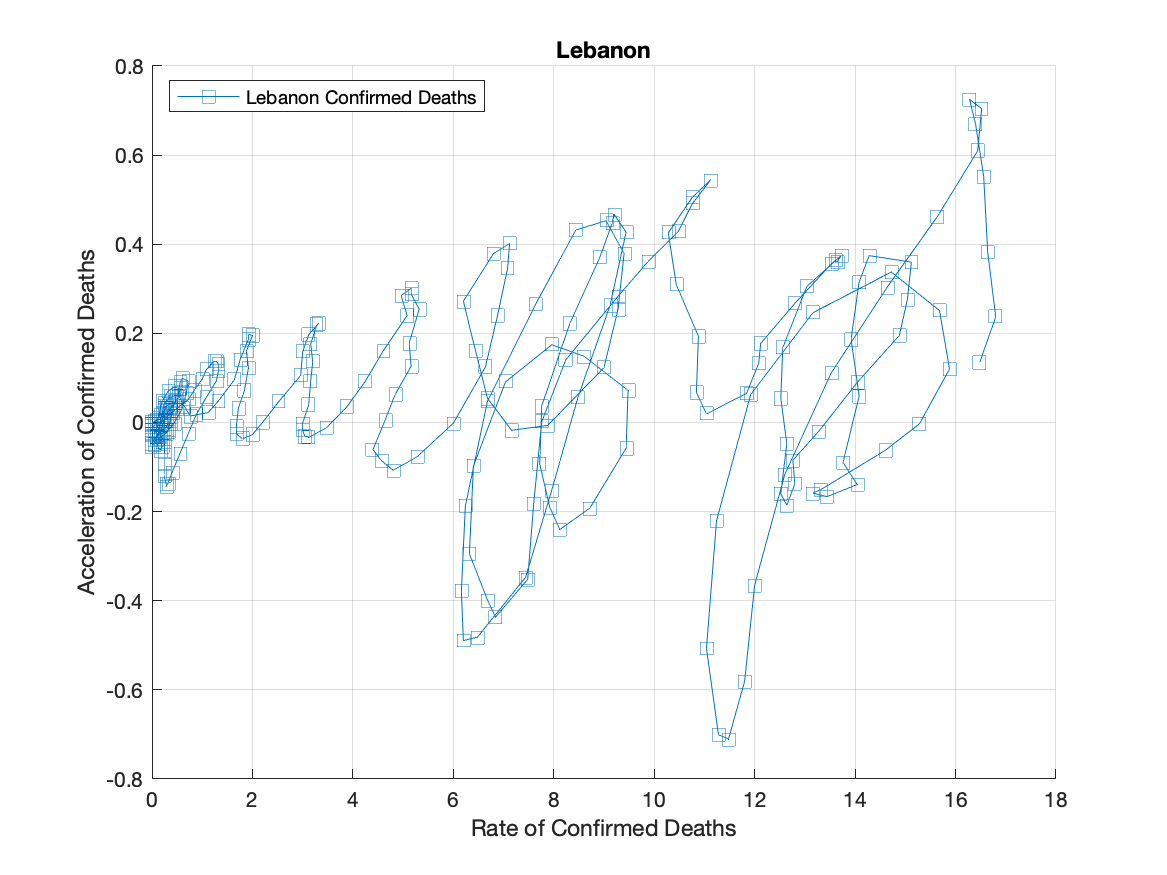 Lebanon
0.8
Lebanon Confirmed Deaths
0.6
0.4
0.2
0
-0.2
-0.4
-0.6
-0.8
Acceleration of Confirmed Deaths
0 2 4 6 8 10 12 14 16 18
Rate of Confirmed Deaths